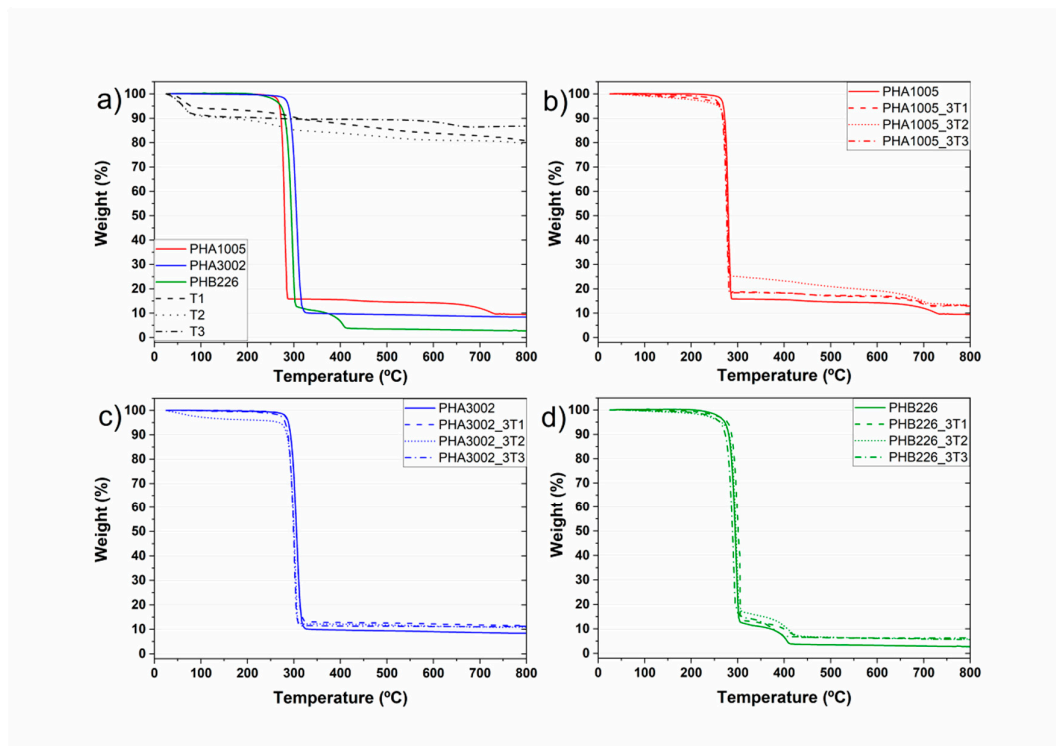 a)
100
90
80
70
60
50
40
30
20
10
0
Weight (%)
PHA1005
PHA3002
PHB226
T1
T2
T3
0 100 200 300 400 500 600 700 800
Temperature (ºC)
b)
100
90
80
70
60
50
40
30
20
10
0
Weight (%)
PHA1005
PHA1005_3T1
PHA1005_3T2
PHA1005_3T3
0 100 200 300 400 500 600 700 800
Temperature (ºC)
c)
100
90
80
70
60
50
40
30
20
10
0
Weight (%)
PHA3002
PHA3002_3T1
PHA3002_3T2
PHA3002_3T3
0 100 200 300 400 500 600 700 800
Temperature (ºC)
d)
100
90
80
70
60
50
40
30
20
10
0
Weight (%)
PHB226
PHB226_3T1
PHB226_3T2
PHB226_3T3
0 100 200 300 400 500 600 700 800
Temperature (ºC)